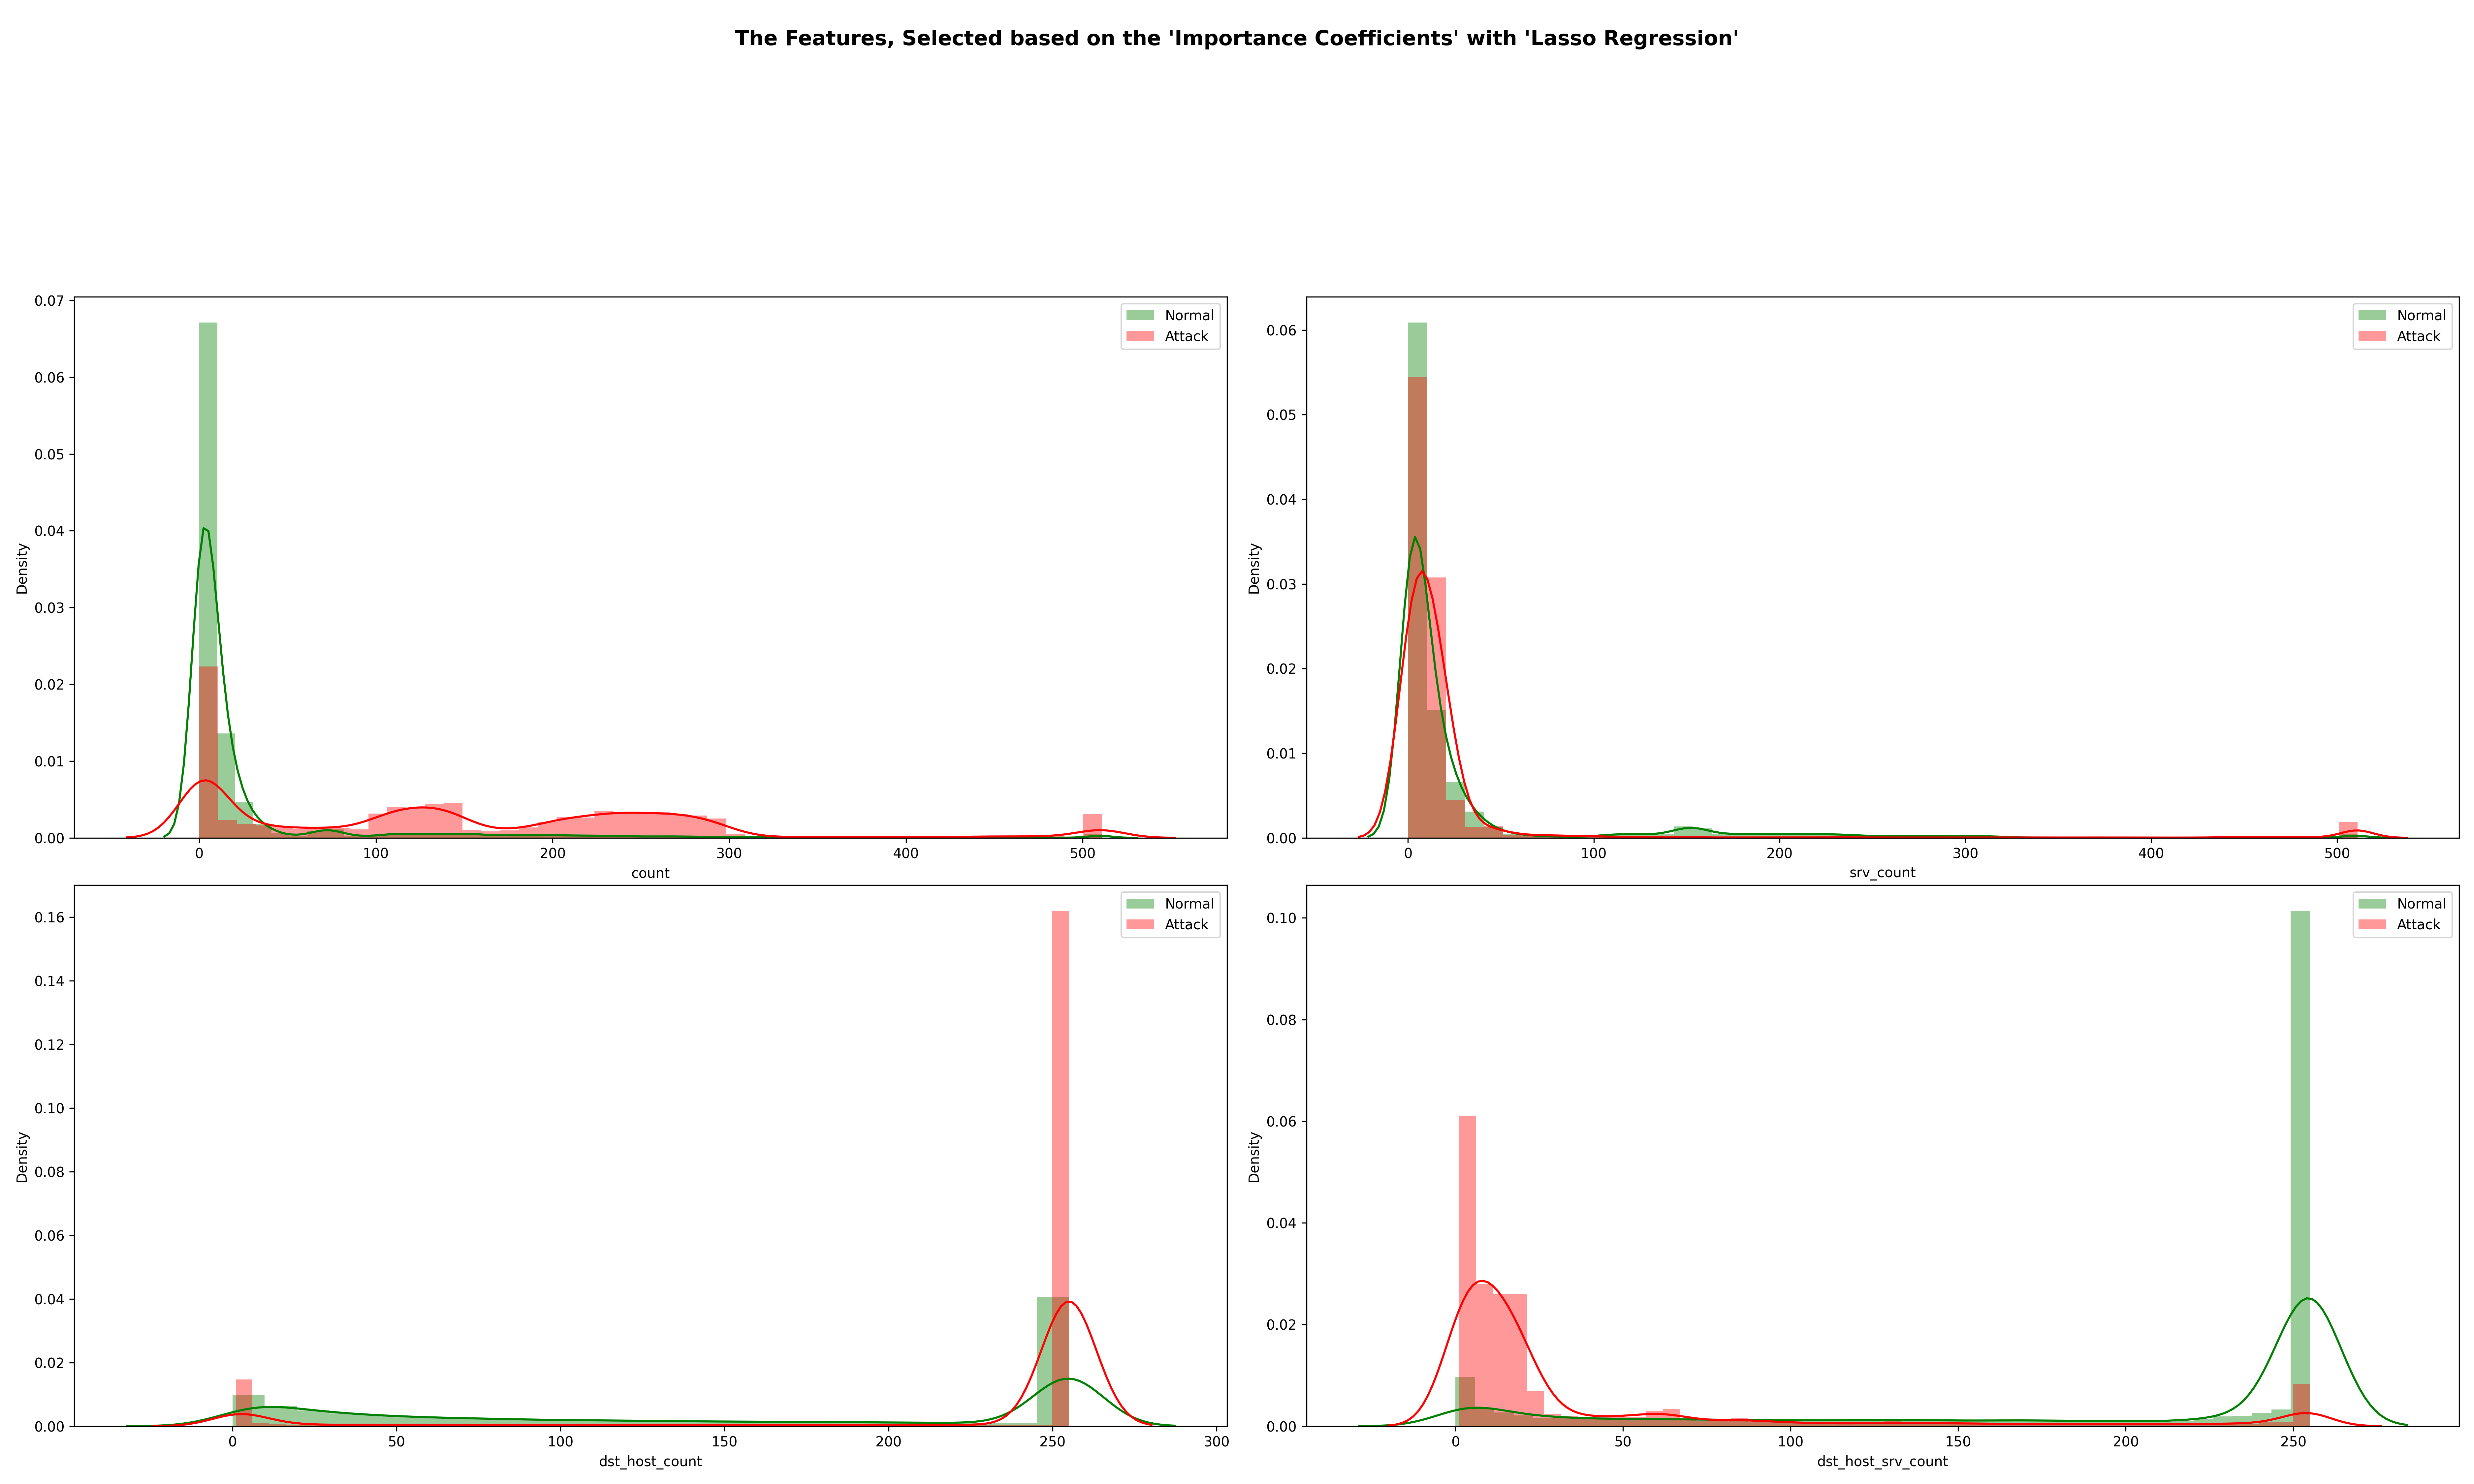 The Features, Selected based on the 'Importance Coefficients' with 'Lasso Regression'
Normal
Attack
0.07
0.06
0.05
0.04
0.03
0.02
0.01
0.00
Density
0 100 200 300 400 500
count
Normal
Attack
0.06
0.05
0.04
0.03
0.02
0.01
0.00
Density
0 100 200 300 400 500
srv_count
Normal
Attack
0.16
0.14
0.12
0.10
0.08
0.06
0.04
0.02
0.00
Density
0 50 100 150 200 250 300
dst_host_count
Normal
Attack
0.10
0.08
0.06
0.04
0.02
0.00
Density
0 50 100 150 200 250
dst_host_srv_count